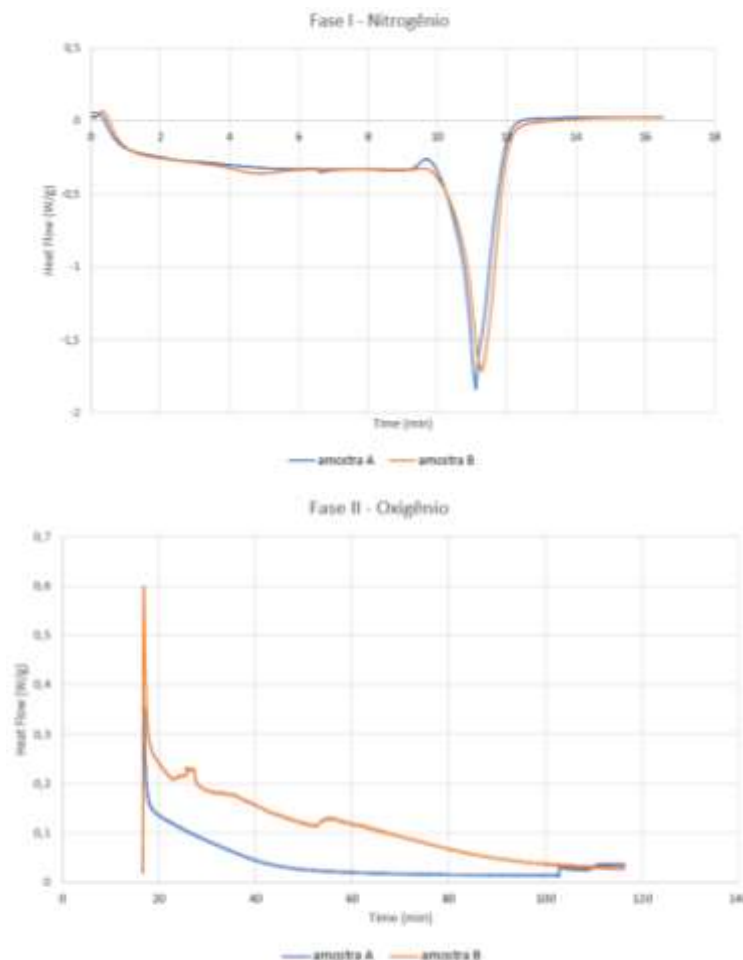 Fase I - Nitrogênio
0,5
0
0 2 4 6 8 10 12 14 16 18
-0,5
-1
-1,5
-2
Heat Flow (W/g)
Time (min)
amostra A amostra B
Fase II - Oxigênio
0,7
0,6
0,5
0,4
0,3
0,2
0,1
0
0 20 40 60 80 100 120 140
Heat Flow (W/g)
Time (min)
amostra A amostra B